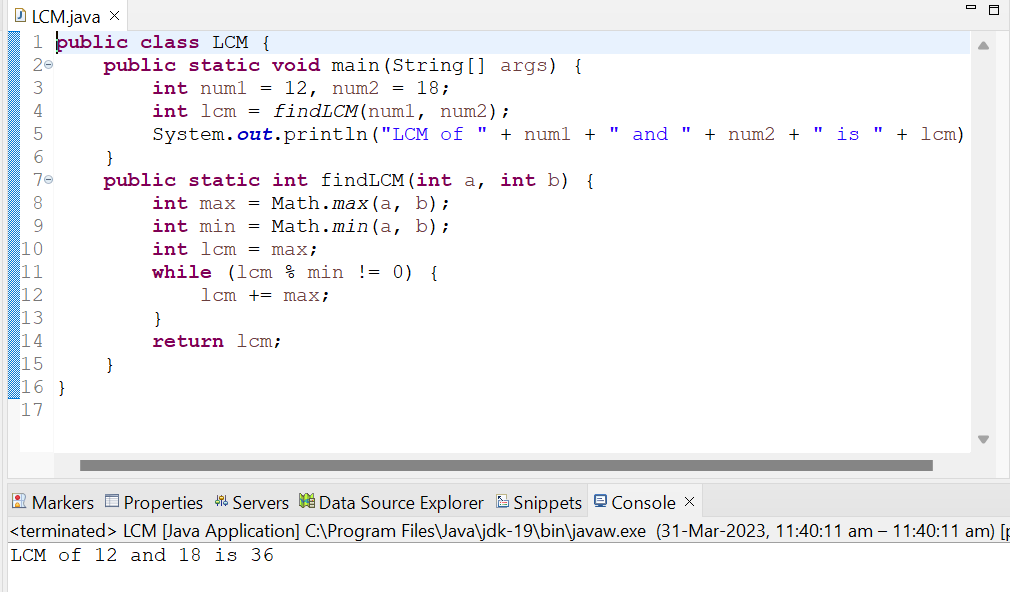 LCM.java
1 public class LCM {
2 public static void main(String[] args) {
3 int num1 = 12, num2 = 18;
4 int lcm = findLCM(num1, num2);
5 System.out.println("LCM of " + num1 + " and " + num2 + " is " + lcm)
6 }
7 public static int findLCM(int a, int b) {
8 int max = Math.max(a, b);
9 int min = Math.min(a, b);
10 int lcm = max;
11 while (lcm % min != 0) {
12 lcm += max;
13 }
14 return lcm;
15 }
16 }
17
Markers Properties Servers Data Source Explorer Snippets Console
<terminated> LCM [Java Application] C:\Program Files\Java\jdk-19\bin\javaw.exe (31-Mar-2023, 11:40:11 am – 11:40:11 am) [p
LCM of 12 and 18 is 36